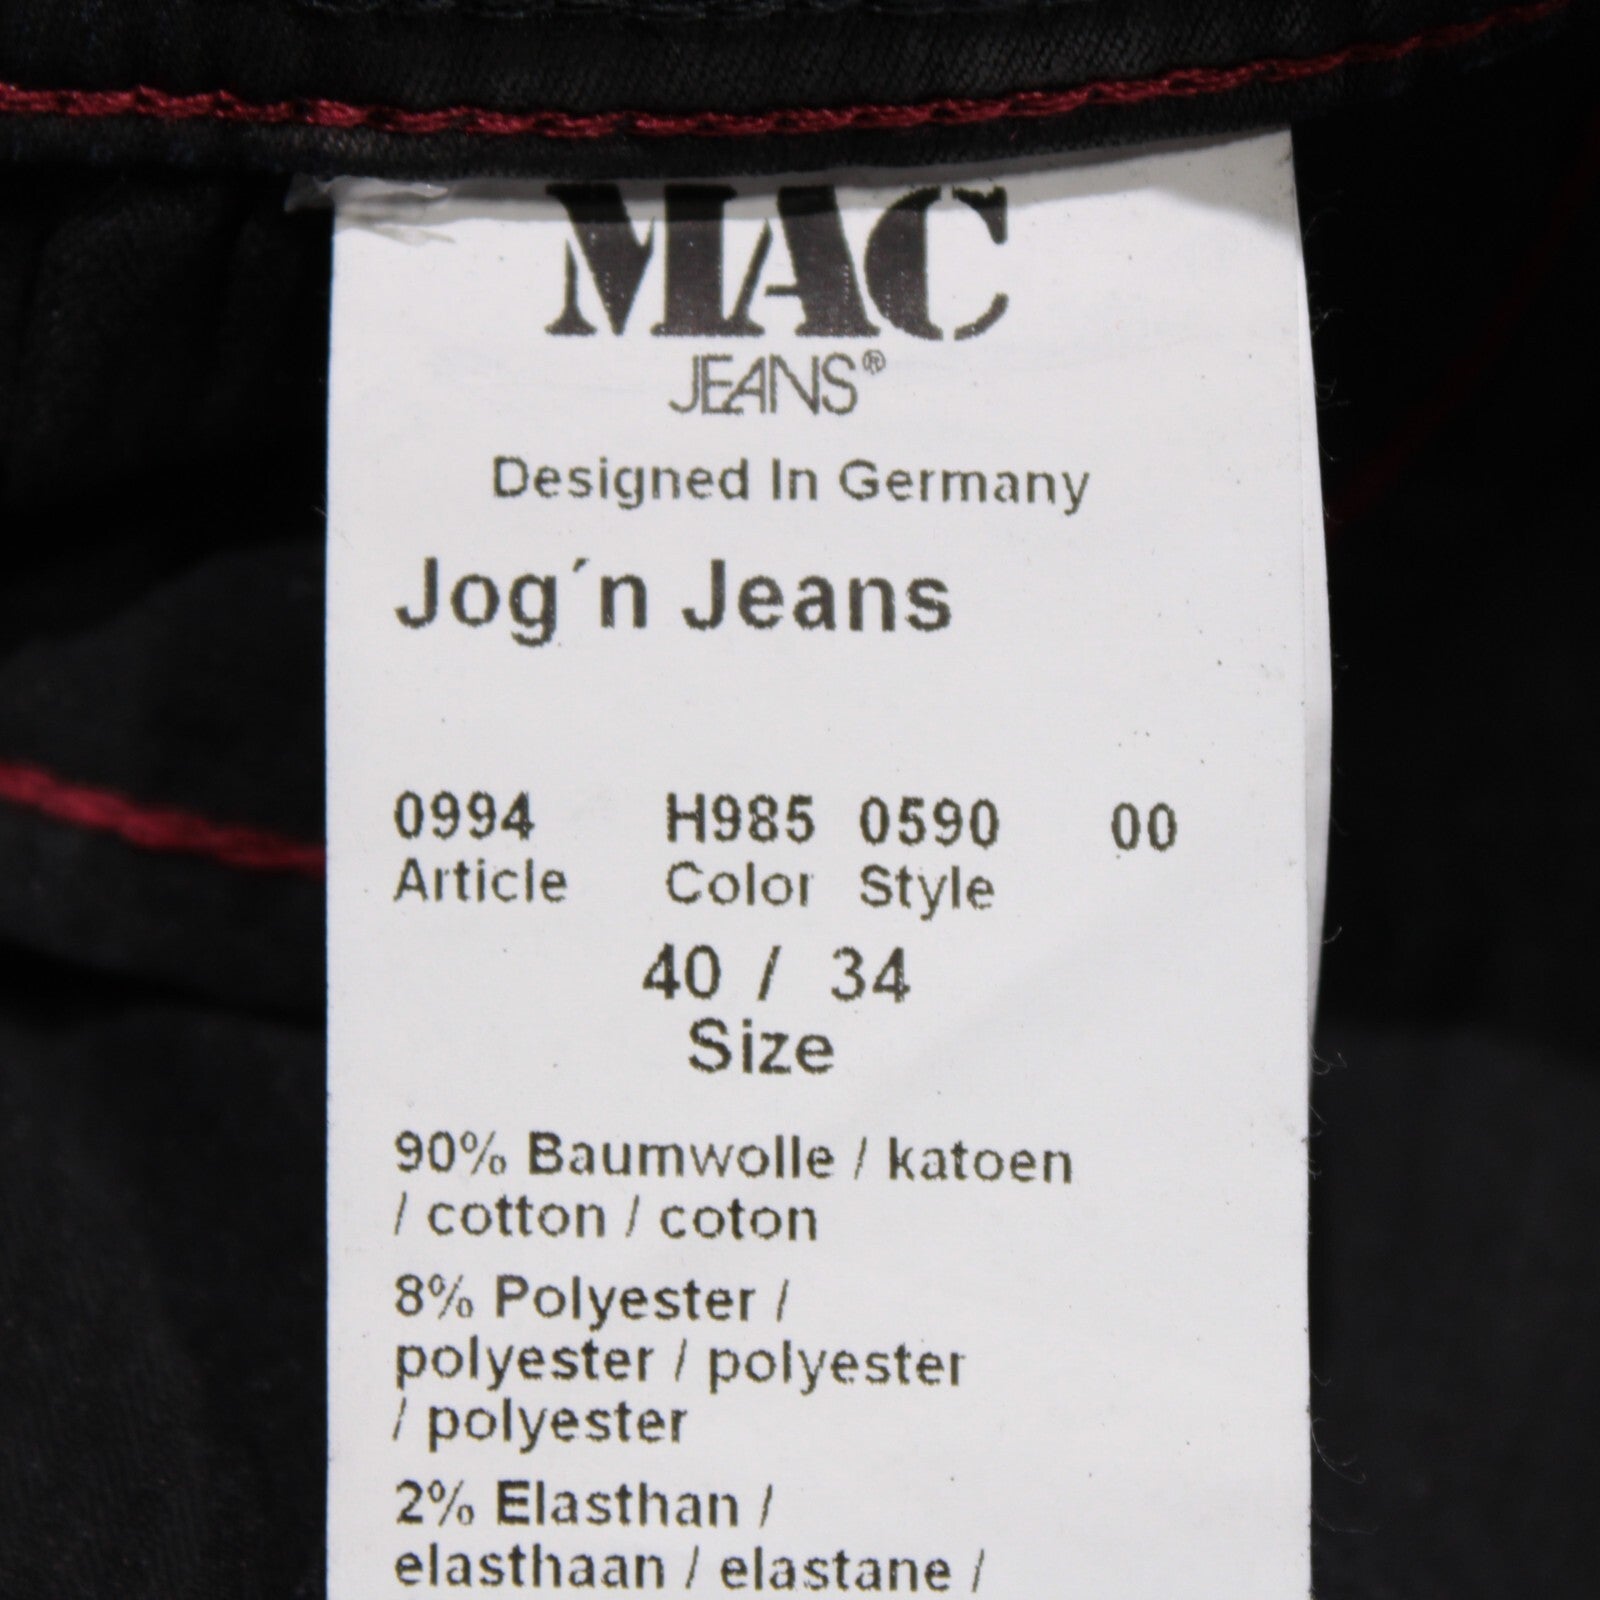 MAC
JEANS®
Designed In Germany
Jog´n Jeans
0994 H985 0590 00
Article Color Style
40 / 34
Size
90% Baumwolle / katoen
/ cotton / coton
8% Polyester /
polyester / polyester
/ polyester
2% Elasthan /
elasthaan / elastane /